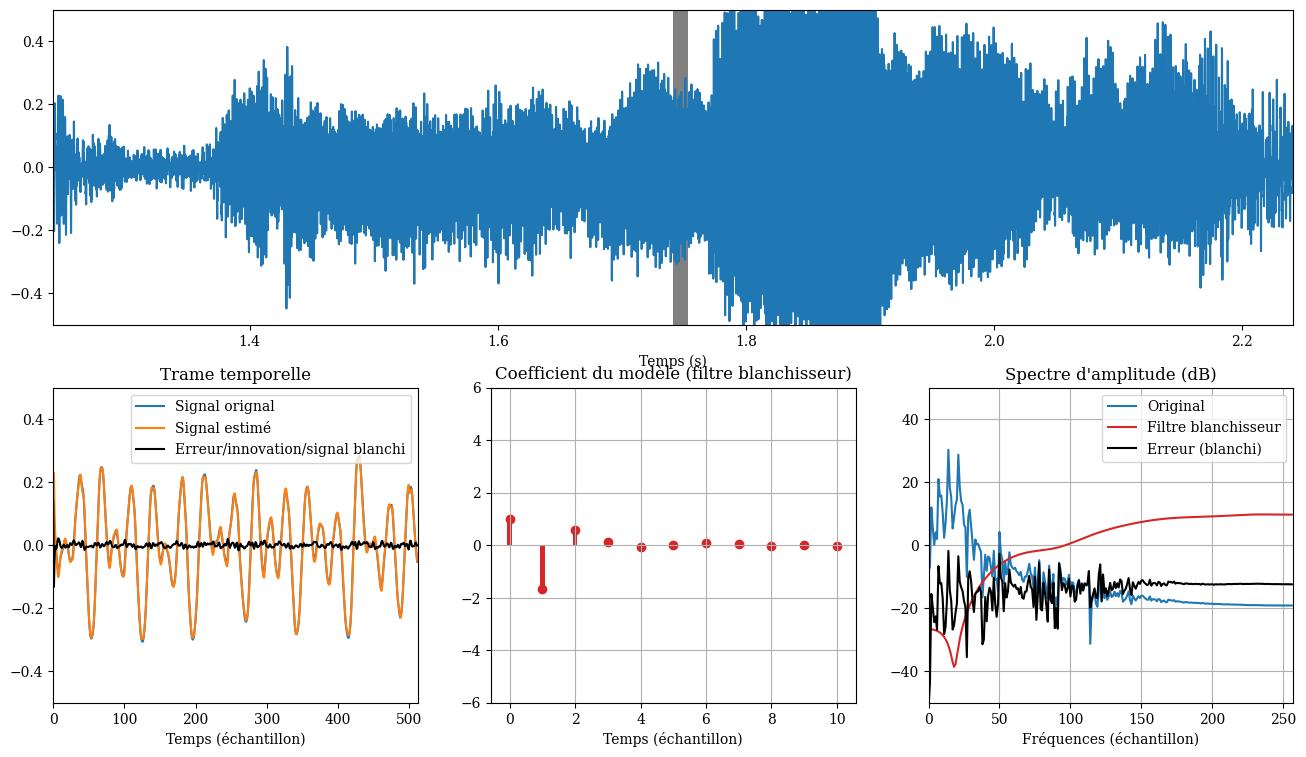 0.4
0.2
0.0
−0.2
−0.4
1.4 1.6 1.8 2.0 2.2
Temps (s)
Trame temporelle
Signal orignal
Signal estimé
Erreur/innovation/signal blanchi
0.4
0.2
0.0
−0.2
−0.4
0 100 200 300 400 500
Temps (échantillon)
Coefficient du modèle (filtre blanchisseur)
6
4
2
0
−2
−4
−6
0 2 4 6 8 10
Temps (échantillon)
Spectre d'amplitude (dB)
Original
Filtre blanchisseur
Erreur (blanchi)
40
20
0
−20
−40
0 50 100 150 200 250
Fréquences (échantillon)